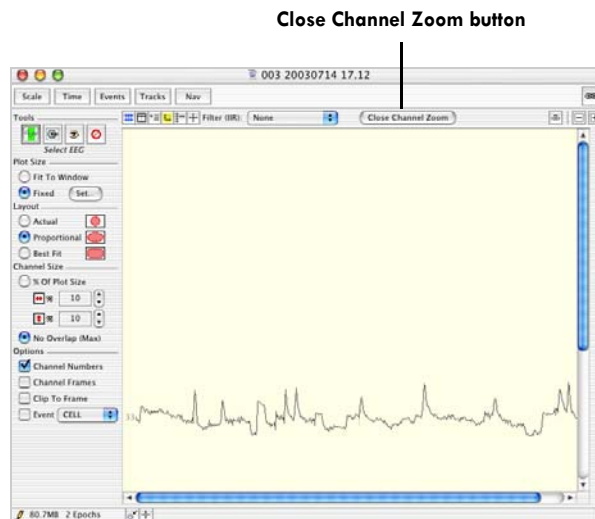 Close Channel Zoom button
003 20030714 17.12
Scale Time Events Tracks Nav
Tools
Filter (IIR): None Close Channel Zoom
Select EEG
Plot Size
Fit To Window
Fixed Set...
Layout
Actual
Proportional
Best Fit
Channel Size
% Of Plot Size
% 10
% 10
No Overlap (Max)
Options
Channel Numbers
Channel Frames
Clip To Frame
Event CELL
33
80.7MB 2 Epochs